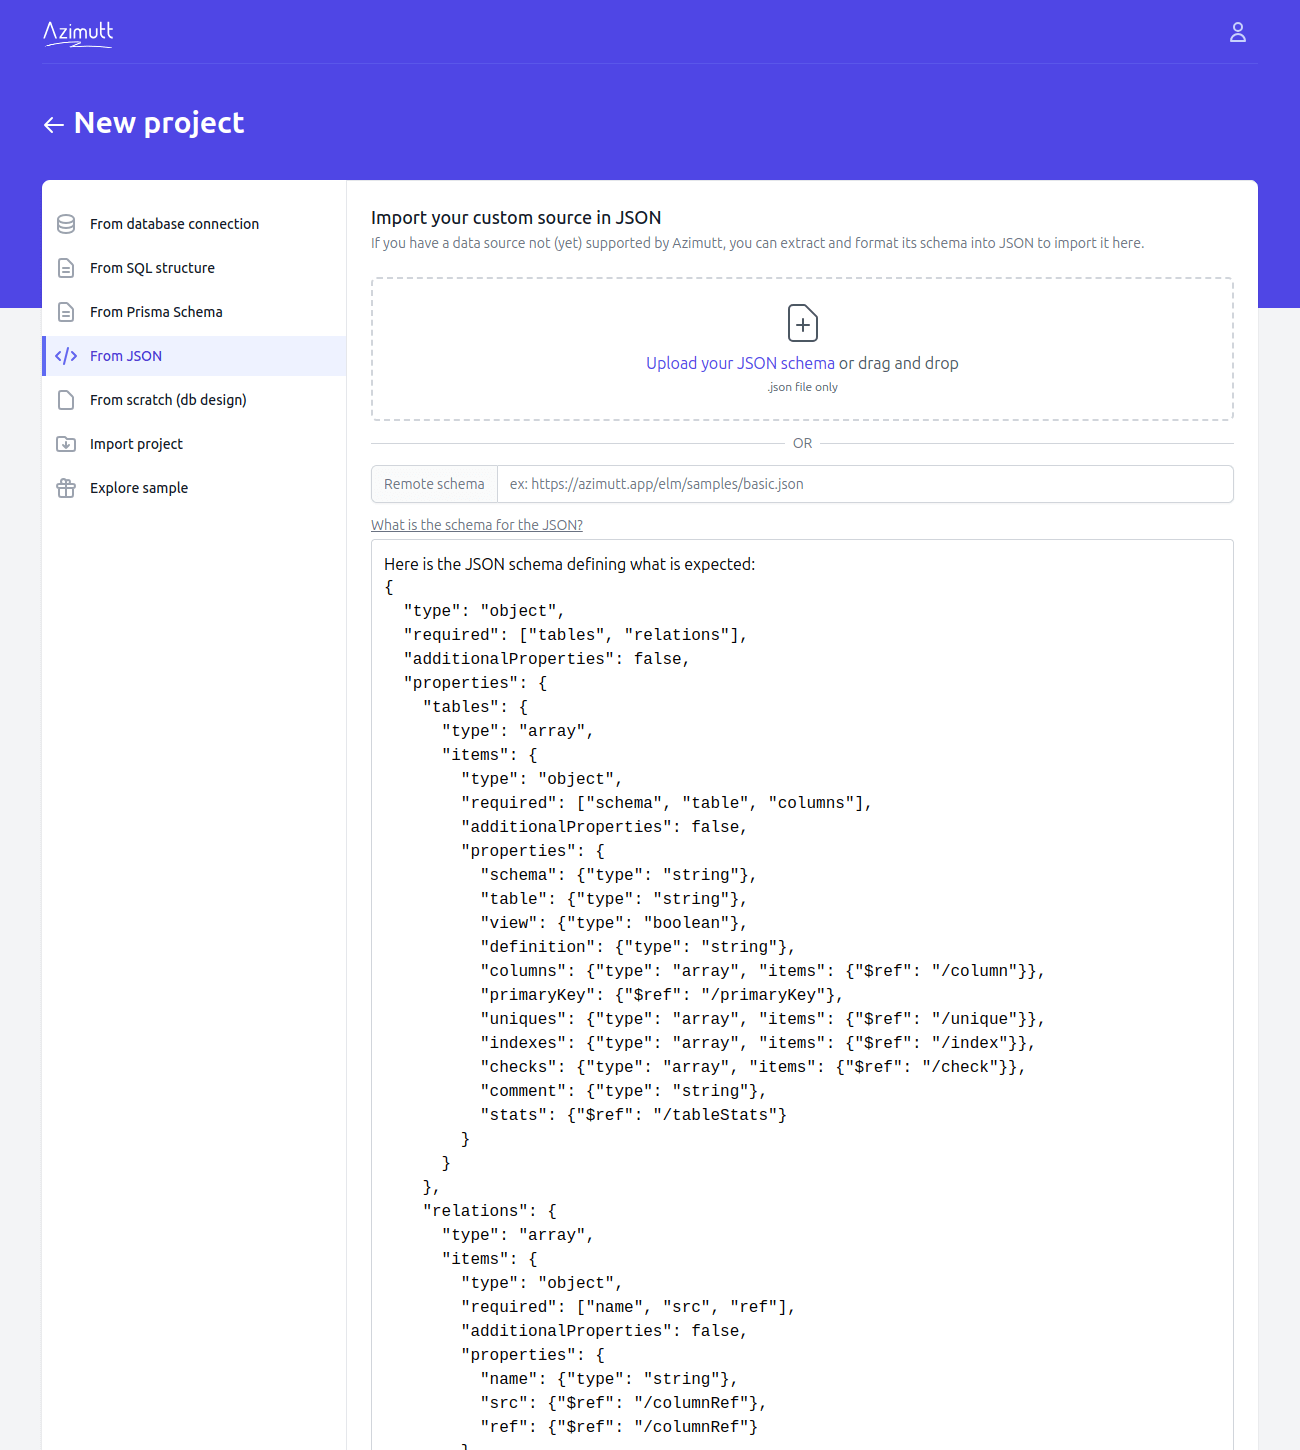 Azimutt
← New project
From database connection
From SQL structure
From Prisma Schema
From JSON
From scratch (db design)
Import project
Explore sample
Import your custom source in JSON
If you have a data source not (yet) supported by Azimutt, you can extract and format its schema into JSON to import it here.
Upload your JSON schema or drag and drop
.json file only
OR
Remote schema ex: https://azimutt.app/elm/samples/basic.json
What is the schema for the JSON?
Here is the JSON schema defining what is expected:
{
  "type": "object",
  "required": ["tables", "relations"],
  "additionalProperties": false,
  "properties": {
    "tables": {
      "type": "array",
      "items": {
        "type": "object",
        "required": ["schema", "table", "columns"],
        "additionalProperties": false,
        "properties": {
          "schema": {"type": "string"},
          "table": {"type": "string"},
          "view": {"type": "boolean"},
          "definition": {"type": "string"},
          "columns": {"type": "array", "items": {"$ref": "/column"}},
          "primaryKey": {"$ref": "/primaryKey"},
          "uniques": {"type": "array", "items": {"$ref": "/unique"}},
          "indexes": {"type": "array", "items": {"$ref": "/index"}},
          "checks": {"type": "array", "items": {"$ref": "/check"}},
          "comment": {"type": "string"},
          "stats": {"$ref": "/tableStats"}
        }
      }
    },
    "relations": {
      "type": "array",
      "items": {
        "type": "object",
        "required": ["name", "src", "ref"],
        "additionalProperties": false,
        "properties": {
          "name": {"type": "string"},
          "src": {"$ref": "/columnRef"},
          "ref": {"$ref": "/columnRef"}
        }